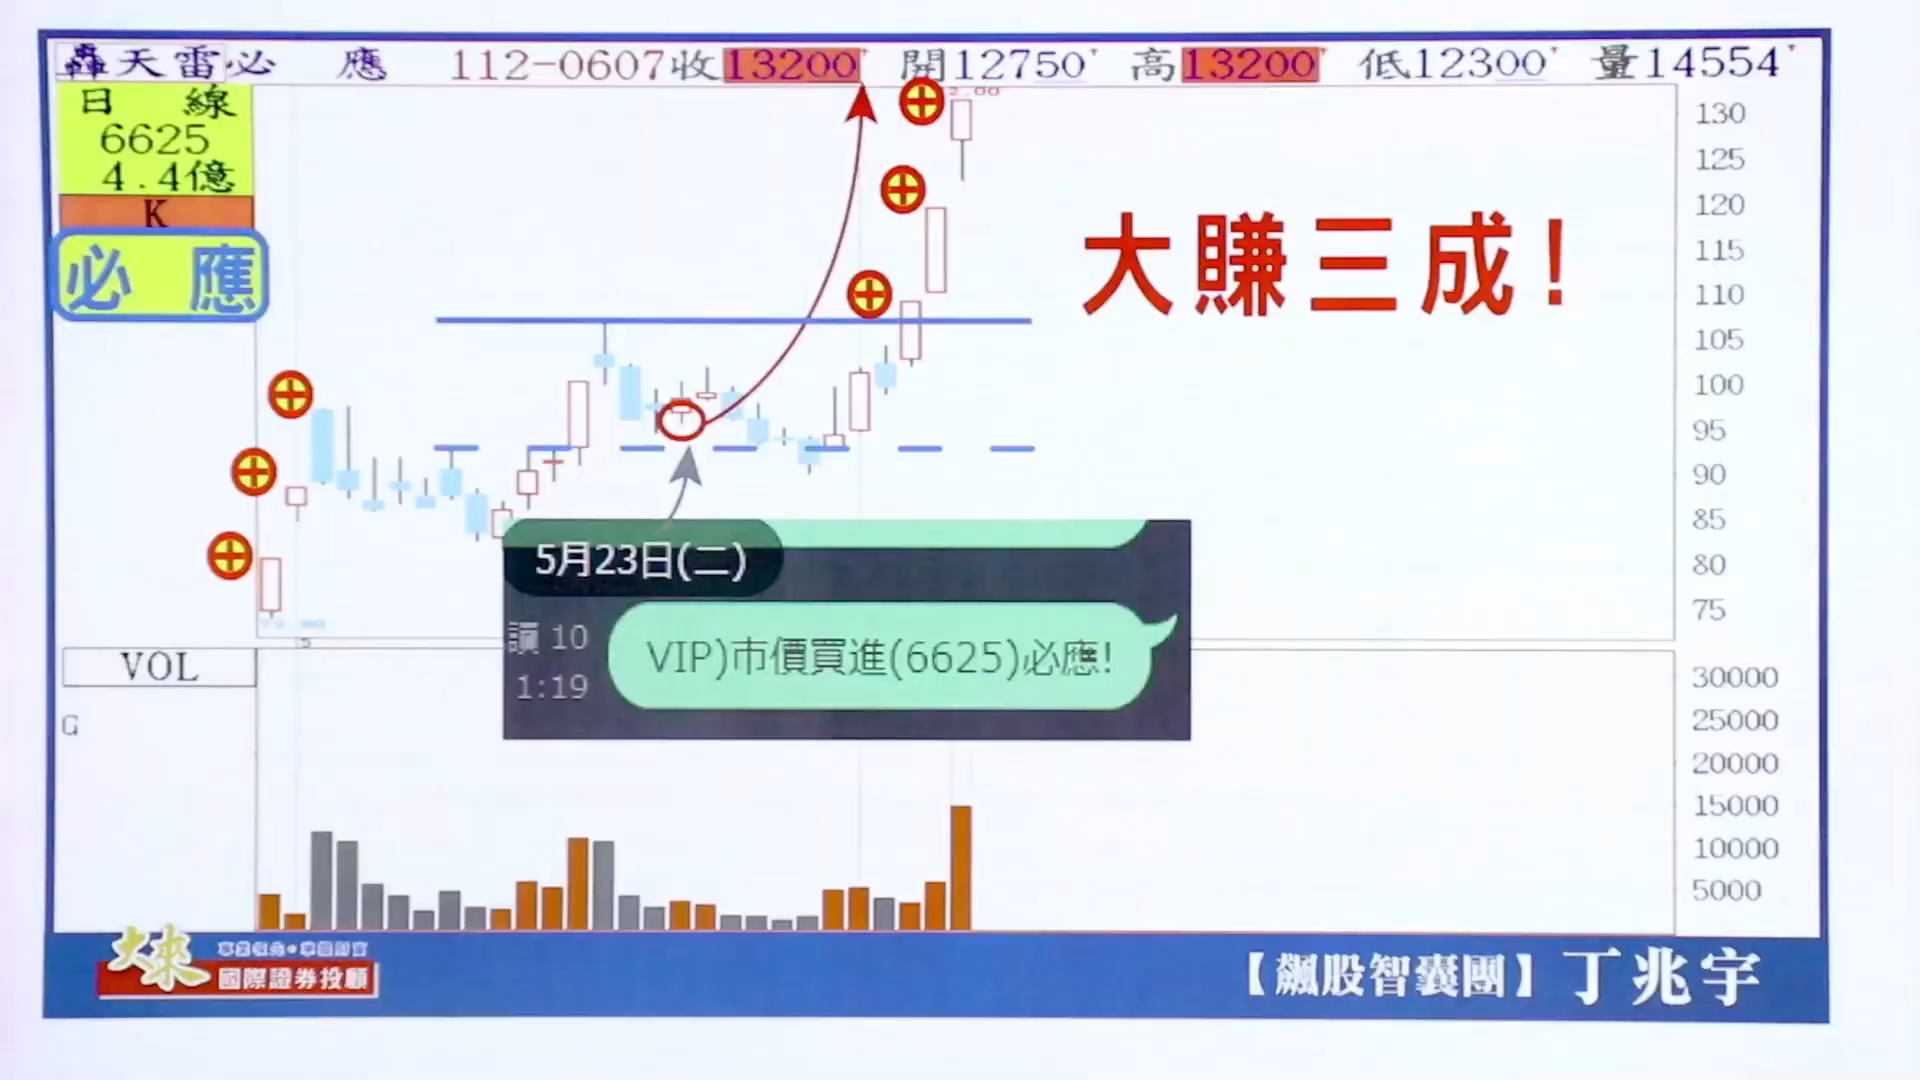 轟天雷必 應 112-0607收13200 開12750 高13200 低12300 量14554
日 線
6625
4.4億
K
必 應
大賺三成!
130
125
120
115
110
105
100
95
90
85
80
75
5
5月23日(二)
讀 10
1:19
VIP)市價買進(6625)必應!
VOL
G
30000
25000
20000
15000
10000
5000
大來
國際證券投顧
【飆股智囊團】丁兆宇